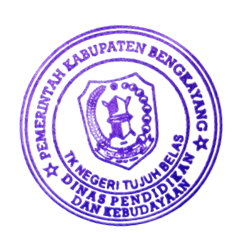 PEMERINTAH KABUPATEN BENGKAYANG
TK NEGERI TUJUH BELAS
DINAS PENDIDIKAN
DAN KEBUDAYAAN